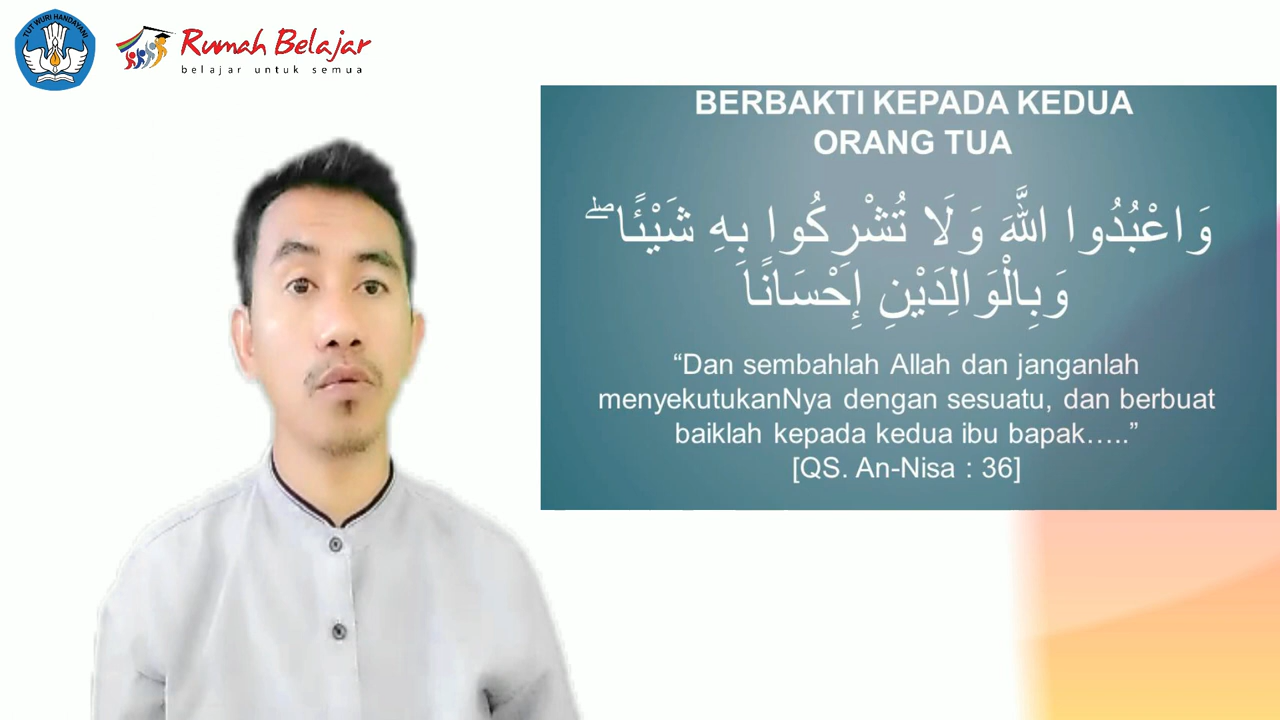 TUT WURI HANDAYANI
Rumah Belajar
belajar untuk semua
BERBAKTI KEPADA KEDUA
ORANG TUA
وَاعْبُدُوا اللَّهَ وَلَا تُشْرِكُوا بِهِ شَيْئًا ۖ
وَبِالْوَالِدَيْنِ إِحْسَانًا
“Dan sembahlah Allah dan janganlah
menyekutukanNya dengan sesuatu, dan berbuat
baiklah kepada kedua ibu bapak…..”
[QS. An-Nisa : 36]